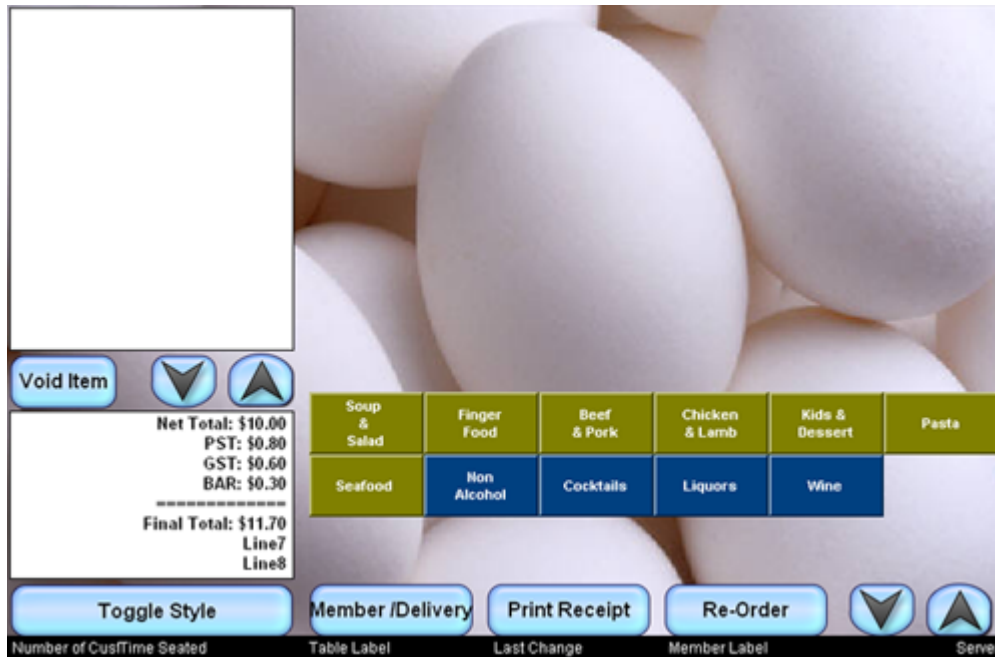 Void Item
Net Total: $10.00
PST: $0.80
GST: $0.60
BAR: $0.30
-------------
Final Total: $11.70
Line7
Line8
Soup
&
Salad
Finger
Food
Beef
& Pork
Chicken
& Lamb
Kids &
Dessert
Pasta
Seafood
Non
Alcohol
Cocktails
Liquors
Wine
Toggle Style
Member /Delivery
Print Receipt
Re-Order
Number of Cust
Time Seated
Table Label
Last Change
Member Label
Serve